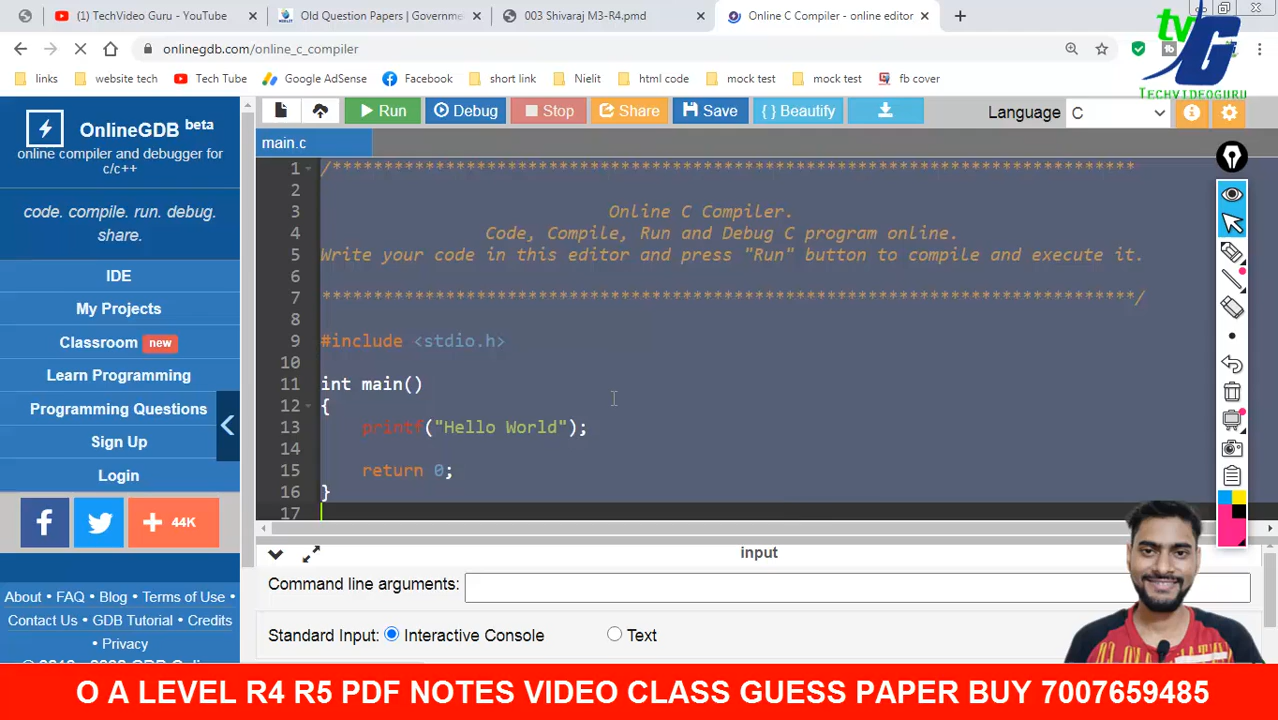 (1) TechVideo Guru - YouTube
Old Question Papers | Governme
003 Shivaraj M3-R4.pmd
Online C Compiler - online editor
onlinegdb.com/online_c_compiler
links
website tech
Tech Tube
Google AdSense
Facebook
short link
Nielit
html code
mock test
mock test
fb cover
tvG
TECHVIDEOGURU
OnlineGDB beta
online compiler and debugger for
c/c++
code. compile. run. debug.
share.
IDE
My Projects
Classroom new
Learn Programming
Programming Questions
Sign Up
Login
44K
About • FAQ • Blog • Terms of Use •
Contact Us • GDB Tutorial • Credits
• Privacy
Run
Debug
Stop
Share
Save
{ } Beautify
Language C
main.c
1 /******************************************************************************
2
3 Online C Compiler.
4 Code, Compile, Run and Debug C program online.
5 Write your code in this editor and press "Run" button to compile and execute it.
6
7 *******************************************************************************/
8
9 #include <stdio.h>
10
11 int main()
12 {
13 printf("Hello World");
14
15 return 0;
16 }
17
input
Command line arguments:
Standard Input: Interactive Console Text
O A LEVEL R4 R5 PDF NOTES VIDEO CLASS GUESS PAPER BUY 7007659485